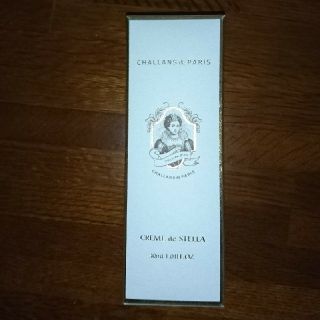 CHALLANS de PARIS
CHALLANS de PARIS
CREME de STELLA
30ml 1.01FL.OZ.